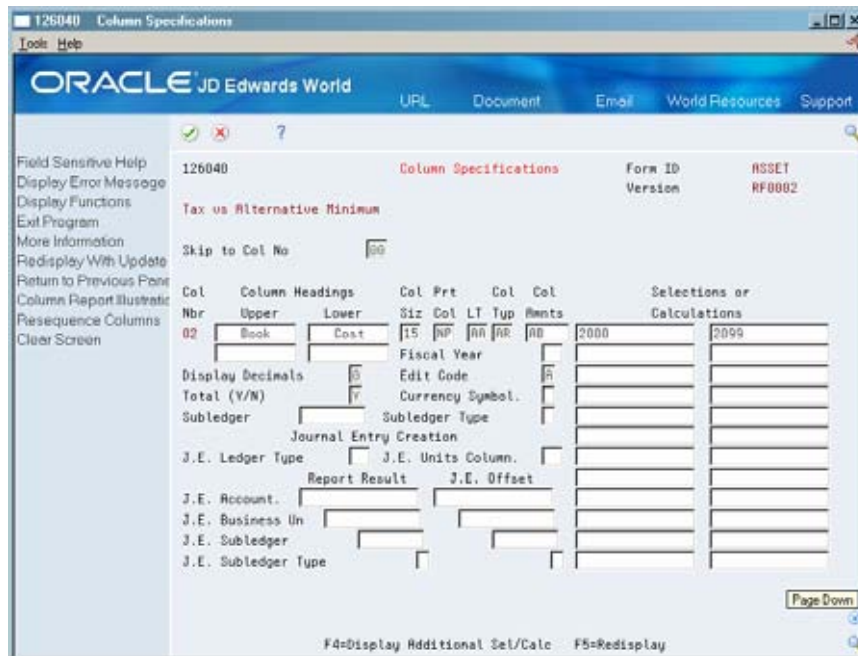 126040 Column Specifications
Tools Help
ORACLE JD Edwards World
URL Document Email World Resources Support
?
Field Sensitive Help
Display Error Message
Display Functions
Exit Program
More Information
Redisplay With Update
Return to Previous Pane
Column Report Illustratic
Resequence Columns
Clear Screen
126040 Column Specifications Form ID ASSET
Version RF0002
Tax vs Alternative Minimum
Skip to Col No
Col Column Headings Col Prt Col Col Selections or
Nbr Upper Lower Siz Col LT Typ Amnts Calculations
02 Book Cost 15 NP AA AR AD 2000 2099
Fiscal Year
Display Decimals 0 Edit Code A
Total (Y/N) Y Currency Symbol.
Subledger Subledger Type
Journal Entry Creation
J.E. Ledger Type J.E. Units Column.
Report Result J.E. Offset
J.E. Account.
J.E. Business Un
J.E. Subledger
J.E. Subledger Type
Page Down
F4=Display Additional Sel/Calc F5=Redisplay